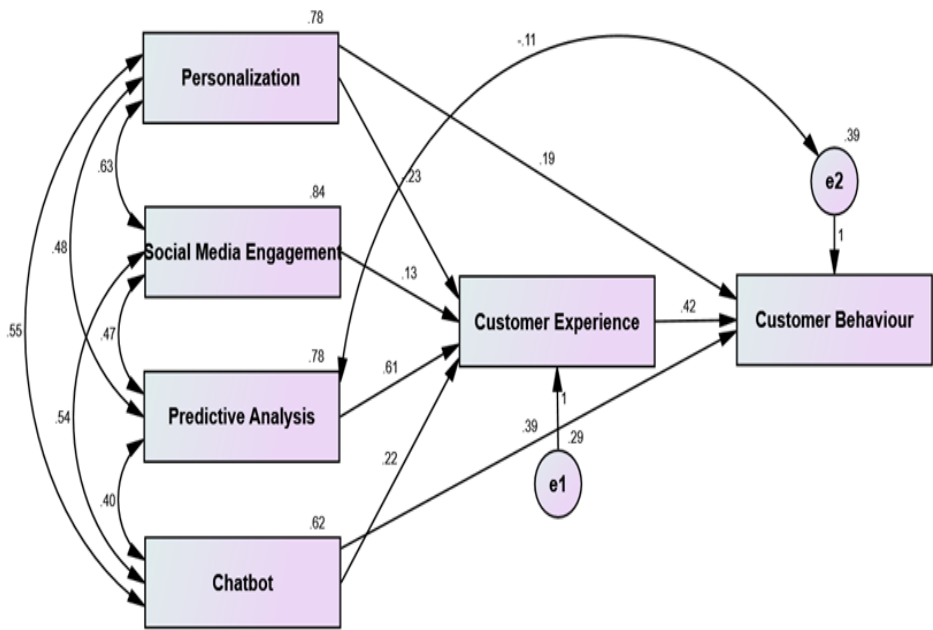 .78
Personalization
-.11
.39
e2
.19
.63
-.23
.84
Social Media Engagement
1
.48
.13
.47
Customer Experience
.42
Customer Behaviour
.55
.78
.61
Predictive Analysis
1
.54
.39
.29
.22
e1
.40
.62
Chatbot